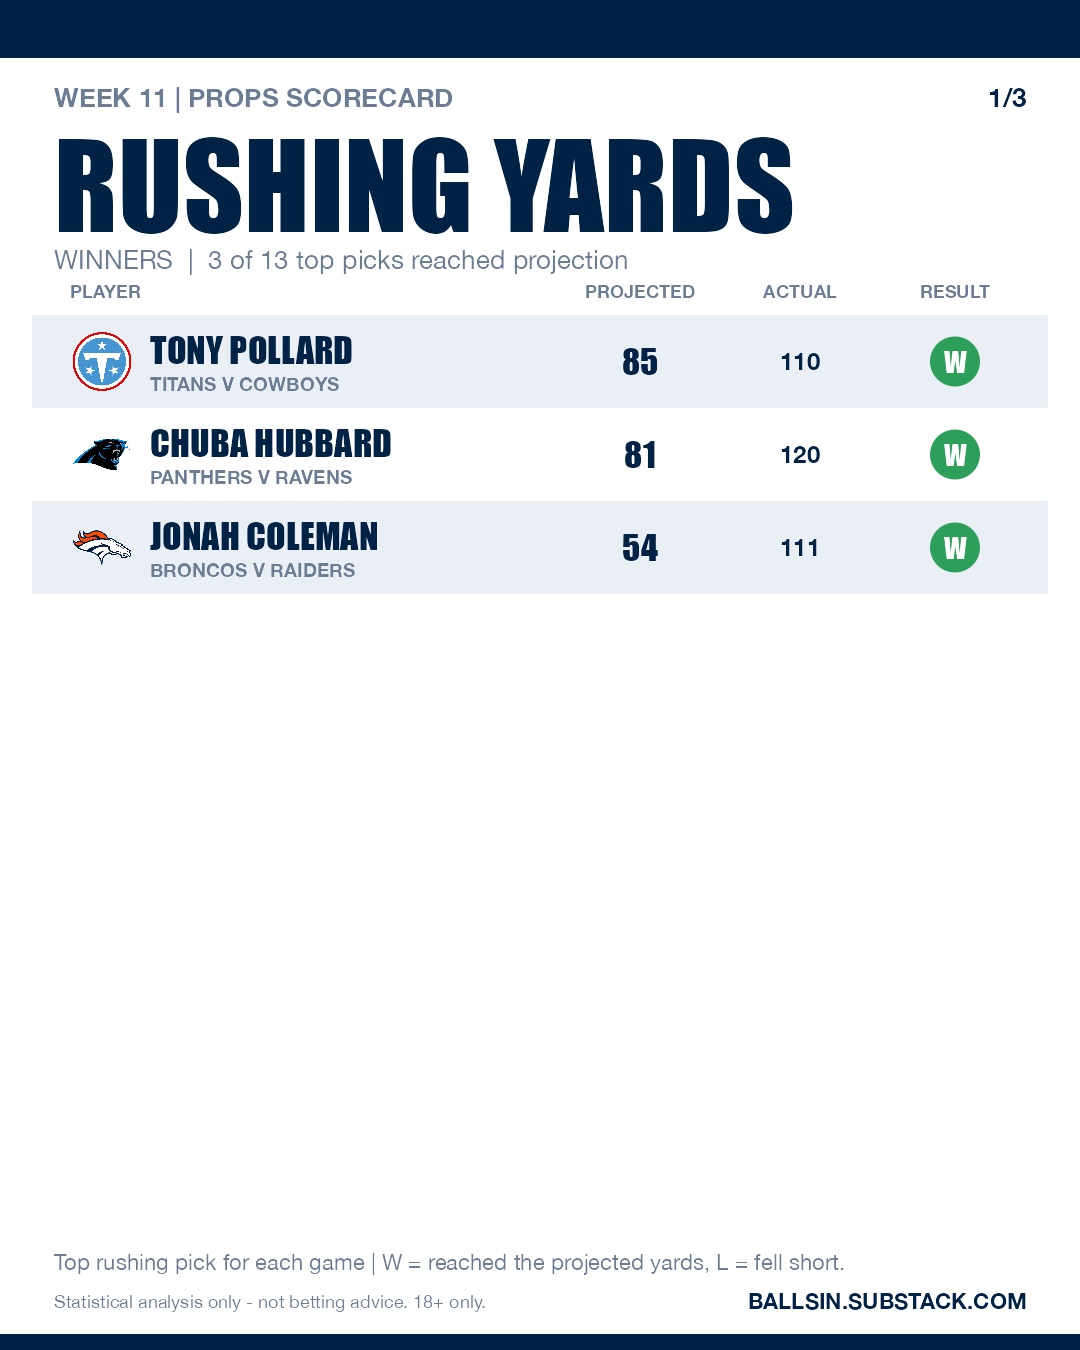 WEEK 11 | PROPS SCORECARD 1/3
RUSHING YARDS
WINNERS | 3 of 13 top picks reached projection
PLAYER PROJECTED ACTUAL RESULT
TONY POLLARD 85 110 W
TITANS V COWBOYS
CHUBA HUBBARD 81 120 W
PANTHERS V RAVENS
JONAH COLEMAN 54 111 W
BRONCOS V RAIDERS
Top rushing pick for each game | W = reached the projected yards, L = fell short.
Statistical analysis only - not betting advice. 18+ only. BALLSIN.SUBSTACK.COM